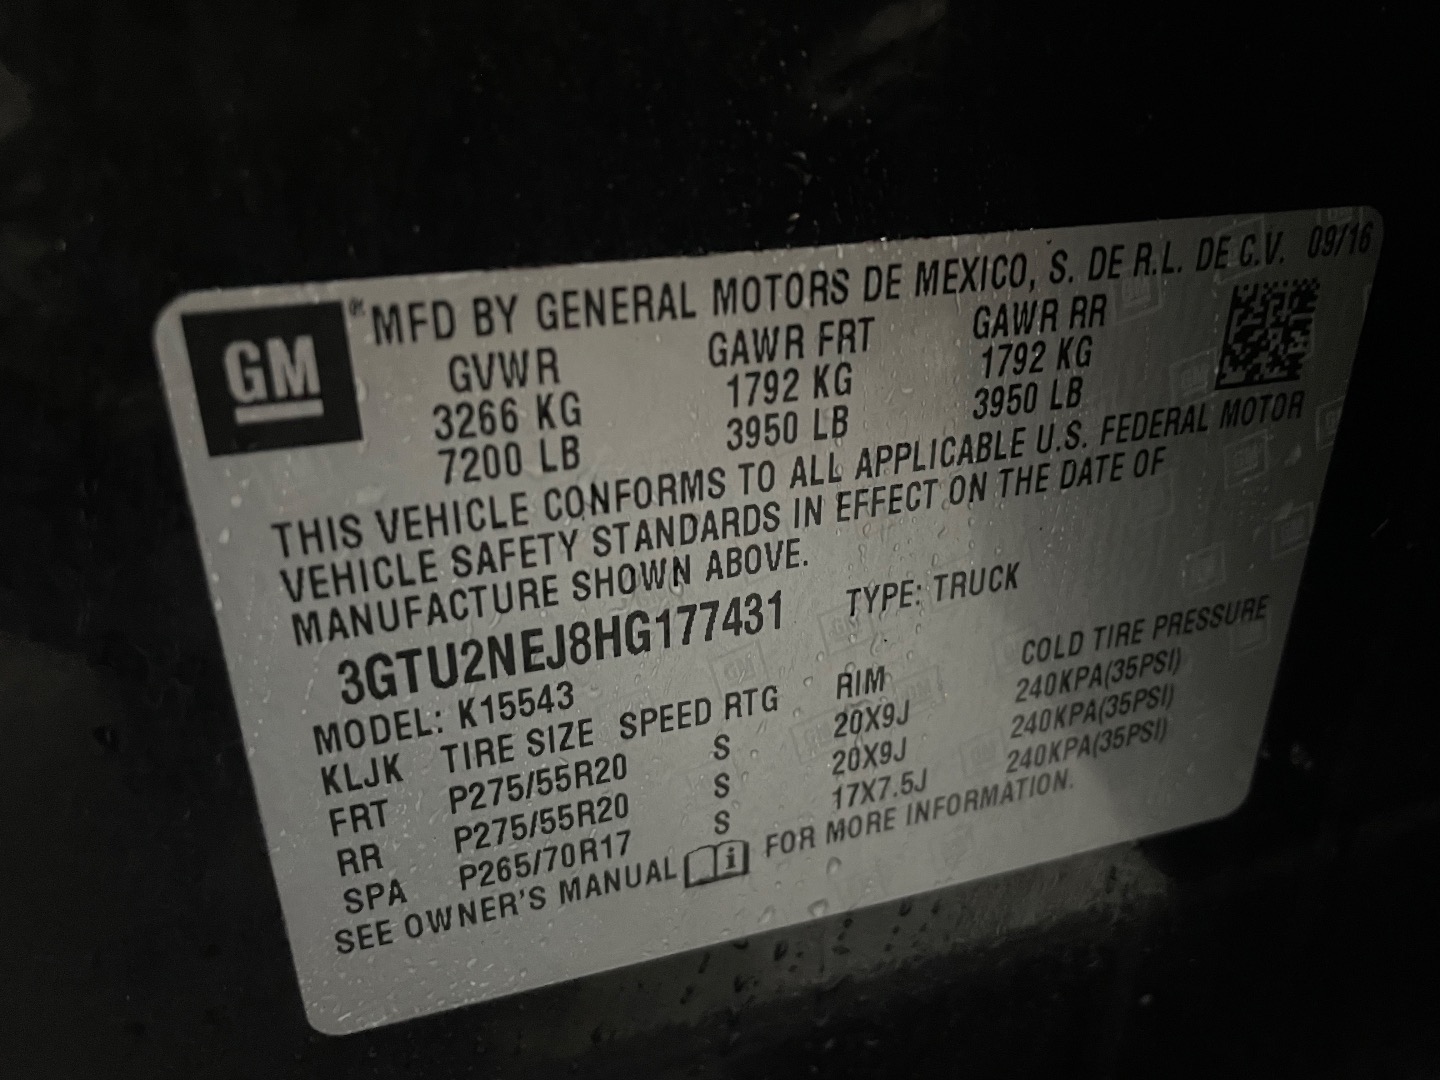 GM
MFD BY GENERAL MOTORS DE MEXICO, S. DE R.L. DE C.V. 09/16
GVWR GAWR FRT GAWR RR
3266 KG 1792 KG 1792 KG
7200 LB 3950 LB 3950 LB
THIS VEHICLE CONFORMS TO ALL APPLICABLE U.S. FEDERAL MOTOR
VEHICLE SAFETY STANDARDS IN EFFECT ON THE DATE OF
MANUFACTURE SHOWN ABOVE.
3GTU2NEJ8HG177431 TYPE: TRUCK
MODEL: K15543
KLJK TIRE SIZE SPEED RTG RIM COLD TIRE PRESSURE
FRT P275/55R20 S 20X9J 240KPA(35PSI)
RR P275/55R20 S 20X9J 240KPA(35PSI)
SPA P265/70R17 S 17X7.5J 240KPA(35PSI)
SEE OWNER'S MANUAL i FOR MORE INFORMATION.